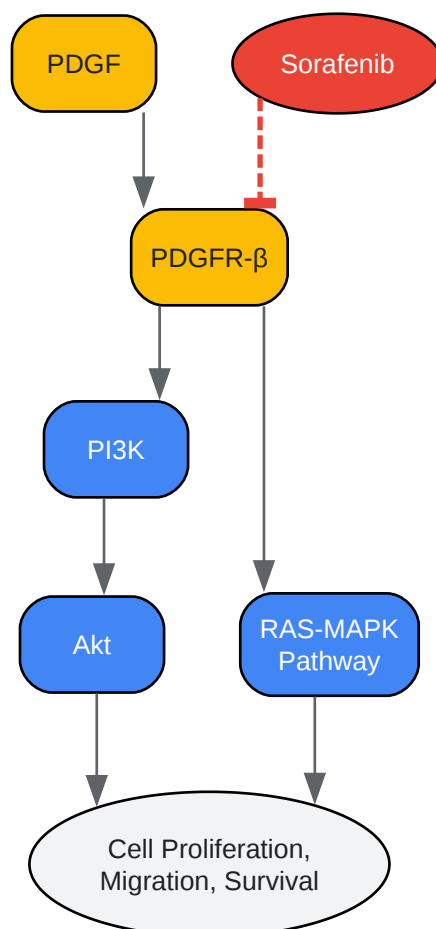 PDGF
Sorafenib
PDGFR-β
PI3K
Akt
RAS-MAPK
Pathway
Cell Proliferation,
Migration, Survival